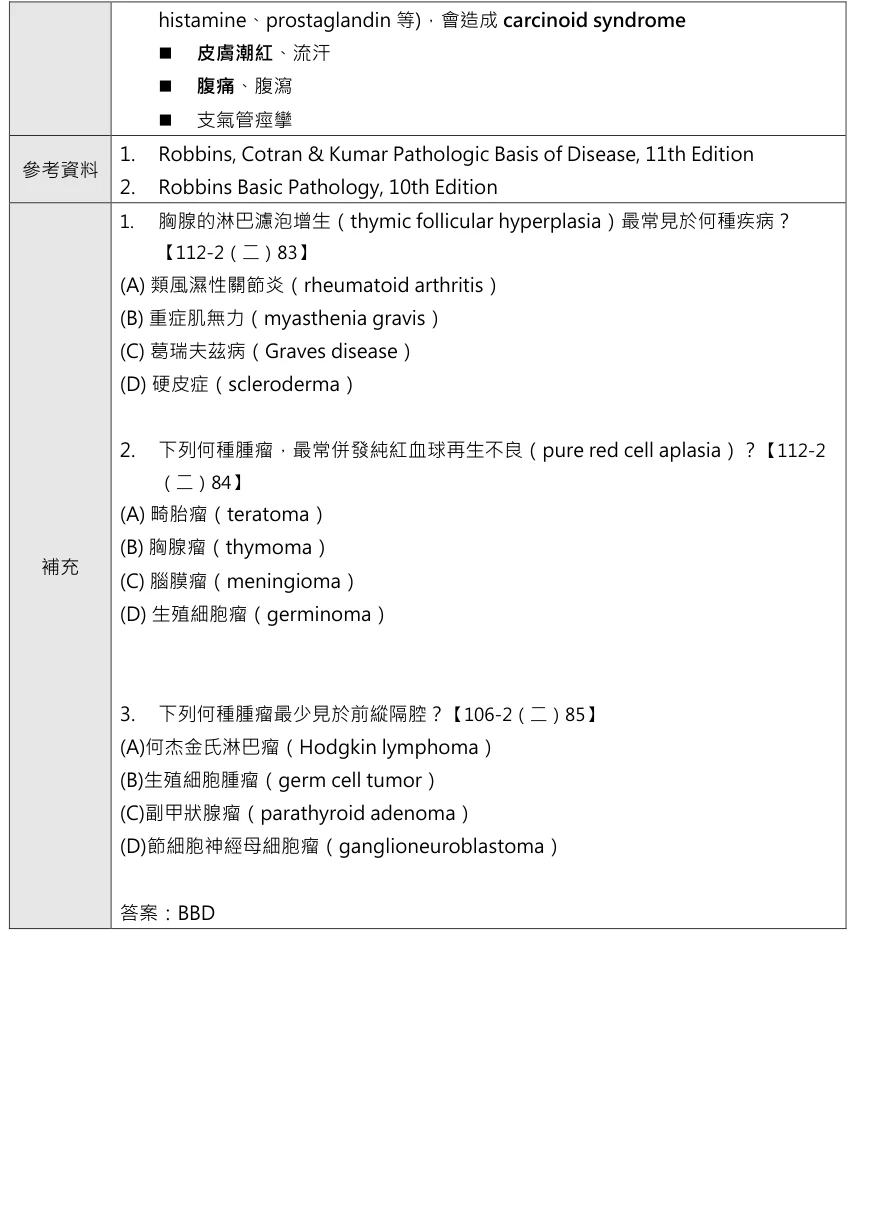 histamine、prostaglandin 等)，會造成 carcinoid syndrome
■ 皮膚潮紅、流汗
■ 腹痛、腹瀉
■ 支氣管痙攣
參考資料
1. Robbins, Cotran & Kumar Pathologic Basis of Disease, 11th Edition
2. Robbins Basic Pathology, 10th Edition
補充
1. 胸腺的淋巴濾泡增生（thymic follicular hyperplasia）最常見於何種疾病？
【112-2（二）83】
(A) 類風濕性關節炎（rheumatoid arthritis）
(B) 重症肌無力（myasthenia gravis）
(C) 葛瑞夫茲病（Graves disease）
(D) 硬皮症（scleroderma）
2. 下列何種腫瘤，最常併發純紅血球再生不良（pure red cell aplasia）？【112-2
（二）84】
(A) 畸胎瘤（teratoma）
(B) 胸腺瘤（thymoma）
(C) 腦膜瘤（meningioma）
(D) 生殖細胞瘤（germinoma）
3. 下列何種腫瘤最少見於前縱隔腔？【106-2（二）85】
(A)何杰金氏淋巴瘤（Hodgkin lymphoma）
(B)生殖細胞腫瘤（germ cell tumor）
(C)副甲狀腺瘤（parathyroid adenoma）
(D)節細胞神經母細胞瘤（ganglioneuroblastoma）
答案：BBD